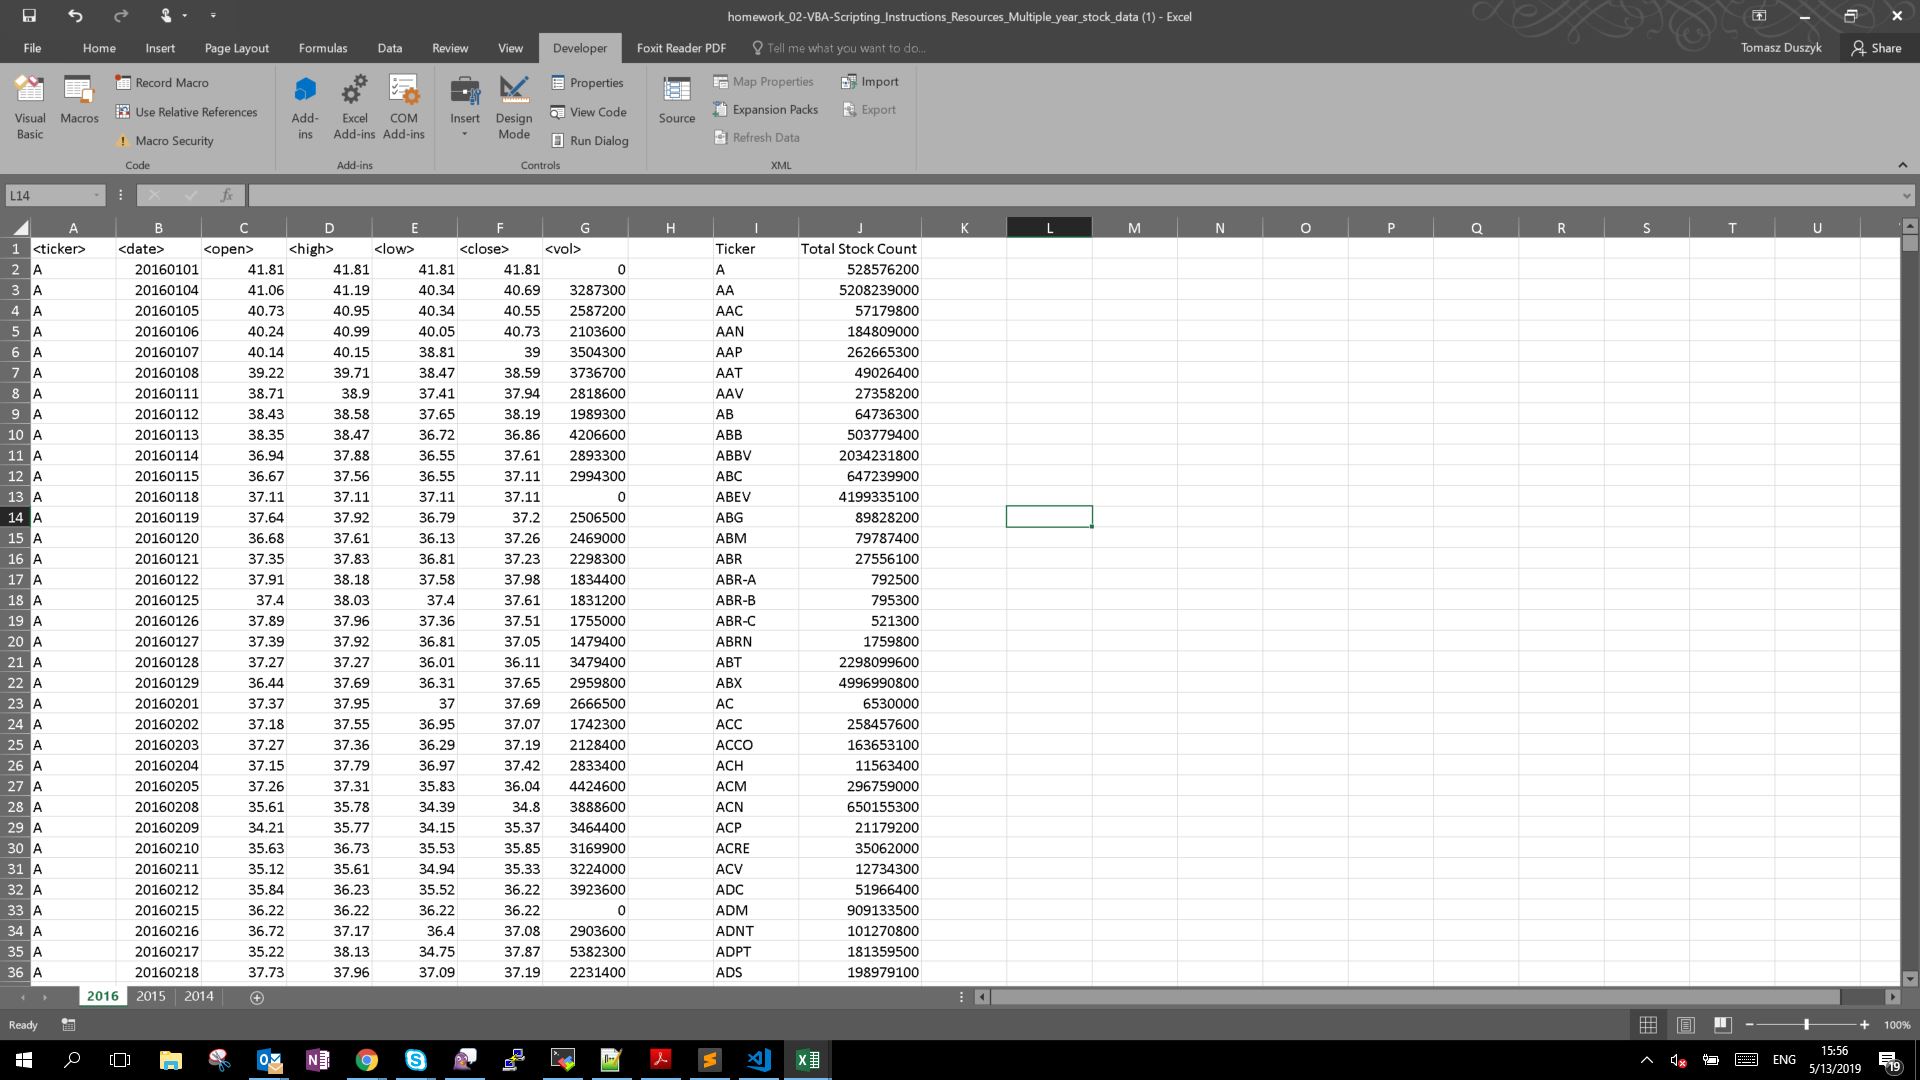 homework_02-VBA-Scripting_Instructions_Resources_Multiple_year_stock_data (1) - Excel
File Home Insert Page Layout Formulas Data Review View Developer Foxit Reader PDF Tell me what you want to do... Tomasz Duszyk Share
Visual Basic
Macros
Record Macro
Use Relative References
Macro Security
Code
Add-ins
Excel Add-ins
COM Add-ins
Add-ins
Insert
Design Mode
Properties
View Code
Run Dialog
Controls
Source
Map Properties
Expansion Packs
Refresh Data
Import
Export
XML
L14 fx
A B C D E F G H I J K L M N O P Q R S T U
1 <ticker> <date> <open> <high> <low> <close> <vol> Ticker Total Stock Count
2 A 20160101 41.81 41.81 41.81 41.81 0 A 528576200
3 A 20160104 41.06 41.19 40.34 40.69 3287300 AA 5208239000
4 A 20160105 40.73 40.95 40.34 40.55 2587200 AAC 57179800
5 A 20160106 40.24 40.99 40.05 40.73 2103600 AAN 184809000
6 A 20160107 40.14 40.15 38.81 39 3504300 AAP 262665300
7 A 20160108 39.22 39.71 38.47 38.59 3736700 AAT 49026400
8 A 20160111 38.71 38.9 37.41 37.94 2818600 AAV 27358200
9 A 20160112 38.43 38.58 37.65 38.19 1989300 AB 64736300
10 A 20160113 38.35 38.47 36.72 36.86 4206600 ABB 503779400
11 A 20160114 36.94 37.88 36.55 37.61 2893300 ABBV 2034231800
12 A 20160115 36.67 37.56 36.55 37.11 2994300 ABC 647239900
13 A 20160118 37.11 37.11 37.11 37.11 0 ABEV 4199335100
14 A 20160119 37.64 37.92 36.79 37.2 2506500 ABG 89828200
15 A 20160120 36.68 37.61 36.13 37.26 2469000 ABM 79787400
16 A 20160121 37.35 37.83 36.81 37.23 2298300 ABR 27556100
17 A 20160122 37.91 38.18 37.58 37.98 1834400 ABR-A 792500
18 A 20160125 37.4 38.03 37.4 37.61 1831200 ABR-B 795300
19 A 20160126 37.89 37.96 37.36 37.51 1755000 ABR-C 521300
20 A 20160127 37.39 37.92 36.81 37.05 1479400 ABRN 1759800
21 A 20160128 37.27 37.27 36.01 36.11 3479400 ABT 2298099600
22 A 20160129 36.44 37.69 36.31 37.65 2959800 ABX 4996990800
23 A 20160201 37.37 37.95 37 37.69 2666500 AC 6530000
24 A 20160202 37.18 37.55 36.95 37.07 1742300 ACC 258457600
25 A 20160203 37.27 37.36 36.29 37.19 2128400 ACCO 163653100
26 A 20160204 37.15 37.79 36.97 37.42 2833400 ACH 11563400
27 A 20160205 37.26 37.31 35.83 36.04 4424600 ACM 296759000
28 A 20160208 35.61 35.78 34.39 34.8 3888600 ACN 650155300
29 A 20160209 34.21 35.77 34.15 35.37 3464400 ACP 21179200
30 A 20160210 35.63 36.73 35.53 35.85 3169900 ACRE 35062000
31 A 20160211 35.12 35.61 34.94 35.33 3224000 ACV 12734300
32 A 20160212 35.84 36.23 35.52 36.22 3923600 ADC 51966400
33 A 20160215 36.22 36.22 36.22 36.22 0 ADM 909133500
34 A 20160216 36.72 37.17 36.4 37.08 2903600 ADNT 101270800
35 A 20160217 35.22 38.13 34.75 37.87 5382300 ADPT 181359500
36 A 20160218 37.73 37.96 37.09 37.19 2231400 ADS 198979100
2016 2015 2014
Ready 100%
ENG 15:56
5/13/2019 19